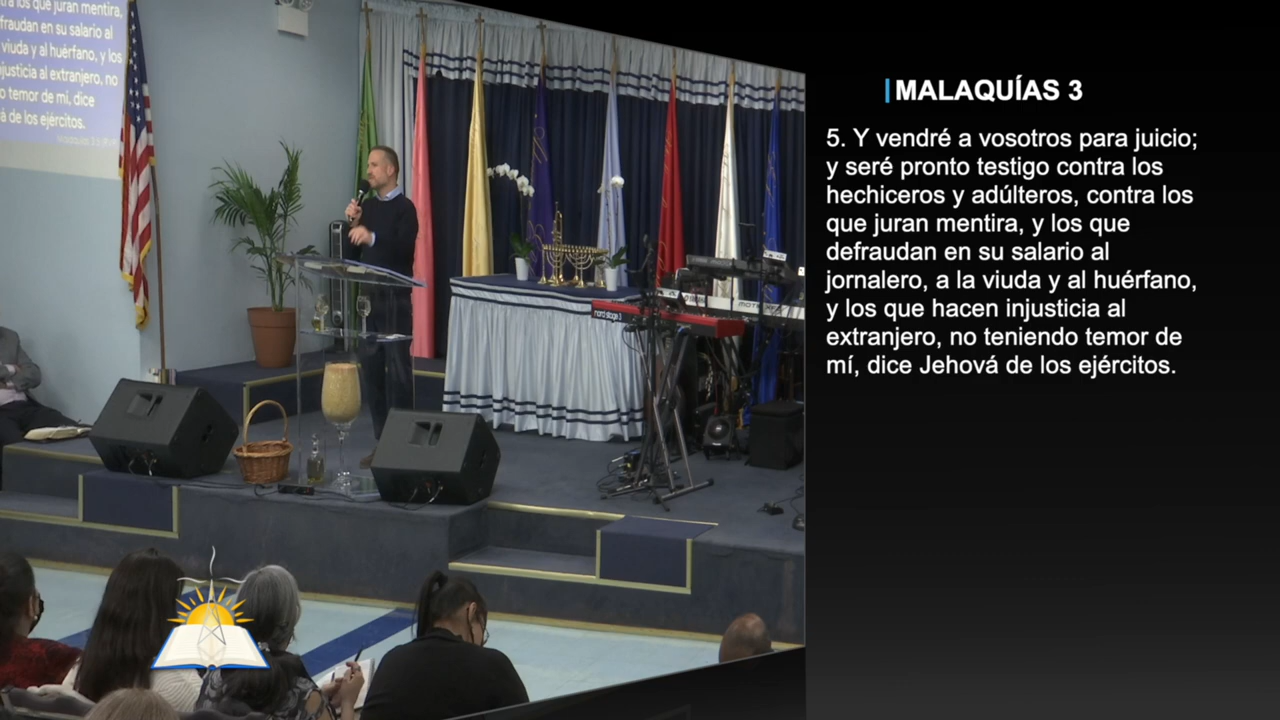 MALAQUÍAS 3
5. Y vendré a vosotros para juicio;
y seré pronto testigo contra los
hechiceros y adúlteros, contra los
que juran mentira, y los que
defraudan en su salario al
jornalero, a la viuda y al huérfano,
y los que hacen injusticia al
extranjero, no teniendo temor de
mí, dice Jehová de los ejércitos.
los que juran mentira,
fraudan en su salario al
viuda y al huérfano, y los
justicia al extranjero, no
temor de mí, dice
de los ejércitos.
nord stage 3